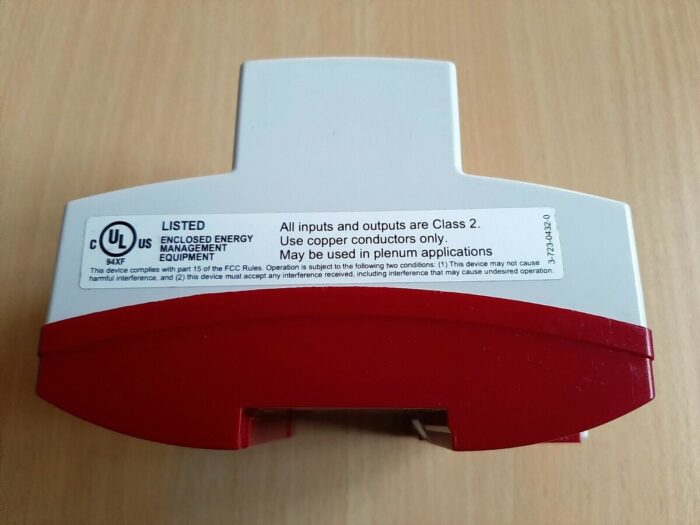 C UL US
94XF
LISTED
ENCLOSED ENERGY
MANAGEMENT
EQUIPMENT
All inputs and outputs are Class 2.
Use copper conductors only.
May be used in plenum applications
This device complies with part 15 of the FCC Rules. Operation is subject to the following two conditions: (1) This device may not cause
harmful interference, and (2) this device must accept any interference received, including interference that may cause undesired operation.
3-723-0432-0